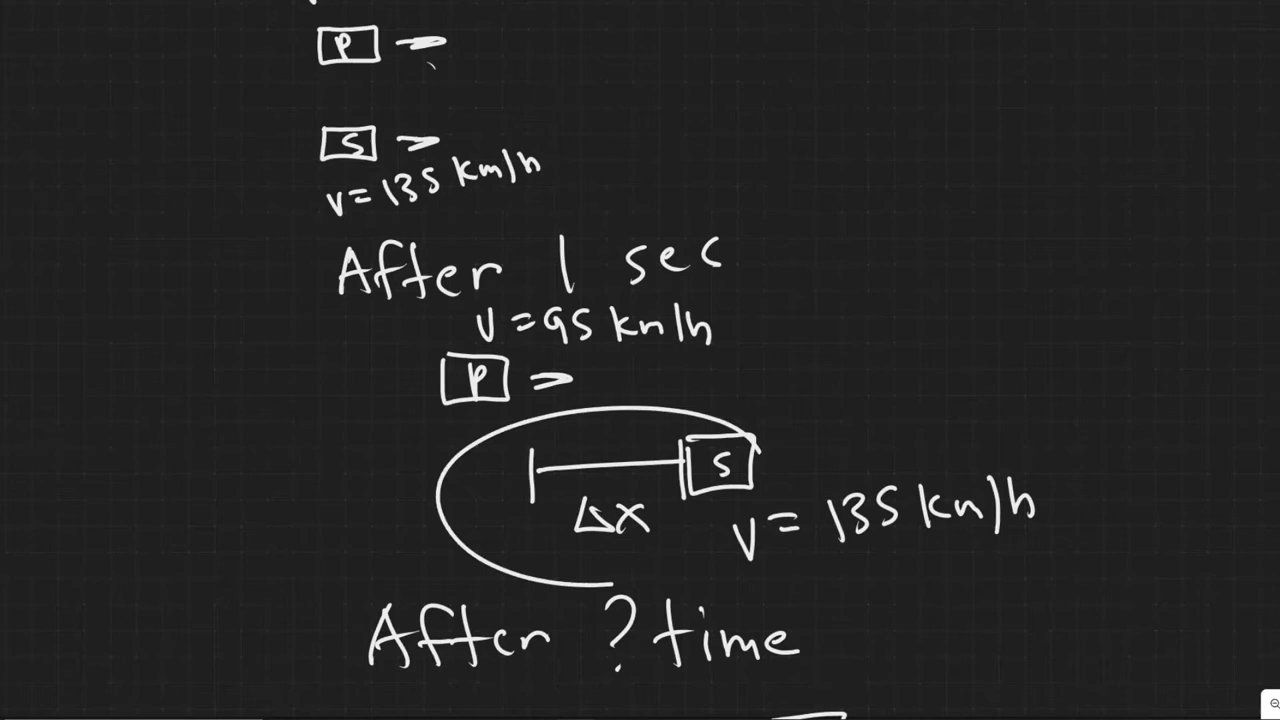 P
S
v=135 km/h
After 1 sec
v=95 km/h
P
S
Δx
v=135 km/h
After ? time